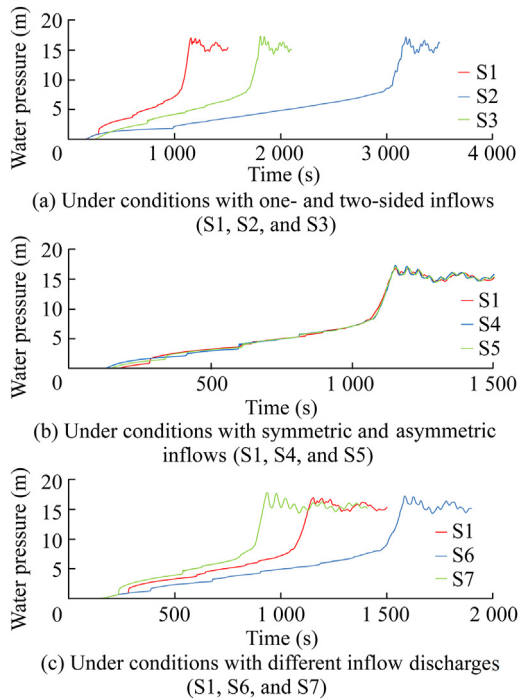 Water pressure (m)
20
15
10
5
0
1 000
2 000
3 000
4 000
S1
S2
S3
Time (s)
(a) Under conditions with one- and two-sided inflows
(S1, S2, and S3)
Water pressure (m)
20
15
10
5
0
500
1 000
1 500
S1
S4
S5
Time (s)
(b) Under conditions with symmetric and asymmetric
inflows (S1, S4, and S5)
Water pressure (m)
20
15
10
5
0
500
1 000
1 500
2 000
S1
S6
S7
Time (s)
(c) Under conditions with different inflow discharges
(S1, S6, and S7)